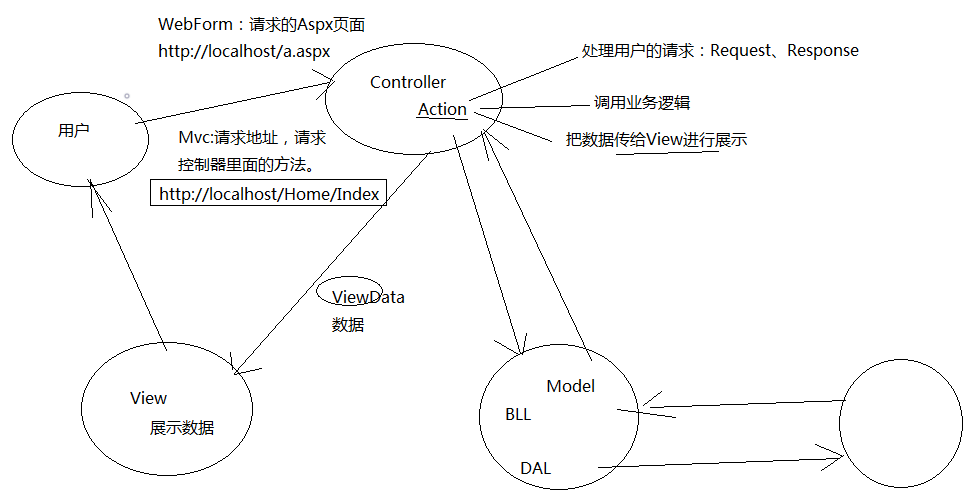 WebForm：请求的Aspx页面
http://localhost/a.aspx
处理用户的请求：Request、Response
Controller
Action
调用业务逻辑
把数据传给View进行展示
用户
Mvc:请求地址，请求
控制器里面的方法。
http://localhost/Home/Index
ViewData
数据
View
展示数据
Model
BLL
DAL